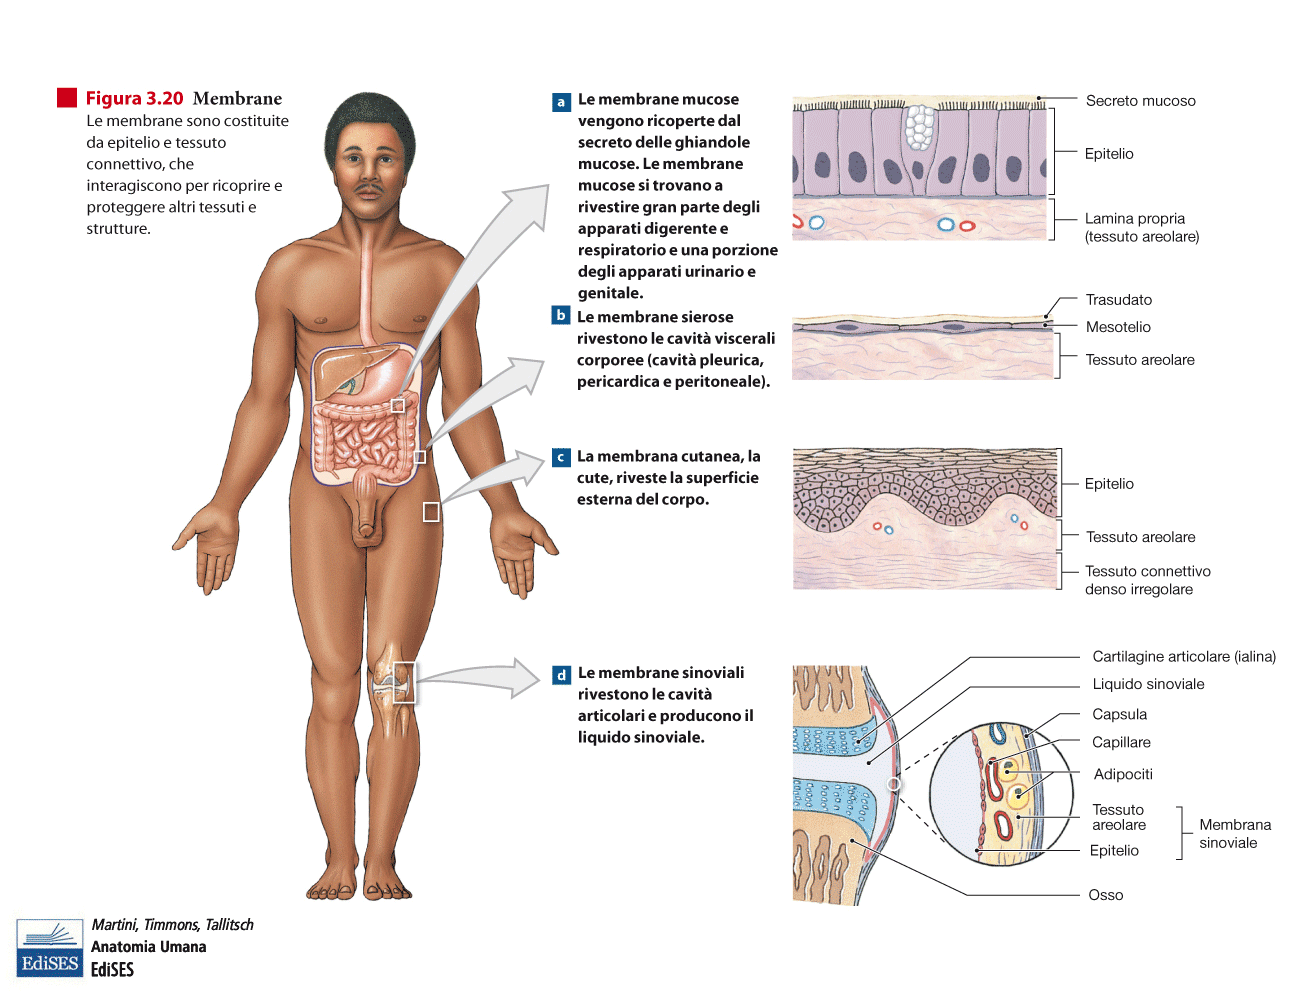 Figura 3.20 Membrane
Le membrane sono costituite
da epitelio e tessuto
connettivo, che
interagiscono per ricoprire e
proteggere altri tessuti e
strutture.
a Le membrane mucose
vengono ricoperte dal
secreto delle ghiandole
mucose. Le membrane
mucose si trovano a
rivestire gran parte degli
apparati digerente e
respiratorio e una porzione
degli apparati urinario e
genitale.
Secreto mucoso
Epitelio
Lamina propria
(tessuto areolare)
b Le membrane sierose
rivestono le cavità viscerali
corporee (cavità pleurica,
pericardica e peritoneale).
Trasudato
Mesotelio
Tessuto areolare
c La membrana cutanea, la
cute, riveste la superficie
esterna del corpo.
Epitelio
Tessuto areolare
Tessuto connettivo
denso irregolare
d Le membrane sinoviali
rivestono le cavità
articolari e producono il
liquido sinoviale.
Cartilagine articolare (ialina)
Liquido sinoviale
Capsula
Capillare
Adipociti
Tessuto
areolare
Epitelio
Membrana
sinoviale
Osso
Martini, Timmons, Tallitsch
Anatomia Umana
EdiSES
EdiSES